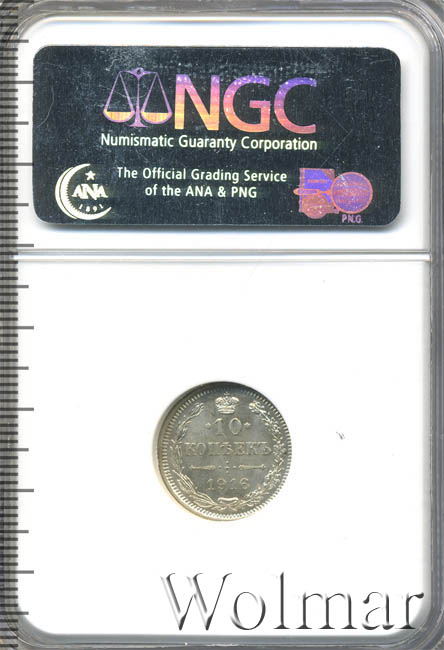 NGC
Numismatic Guaranty Corporation
The Official Grading Service
of the ANA & PNG
ANA
1891
P.N.G.
·10·
КОПѢЕКЪ
1916
Wolmar